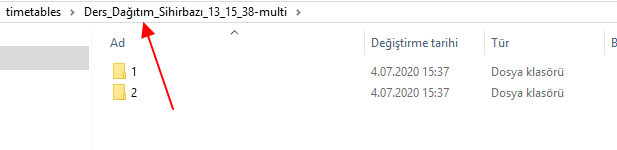 timetables > Ders_Dağıtım_Sihirbazı_13_15_38-multi >
Ad Değiştirme tarihi Tür
1 4.07.2020 15:37 Dosya klasörü
2 4.07.2020 15:37 Dosya klasörü